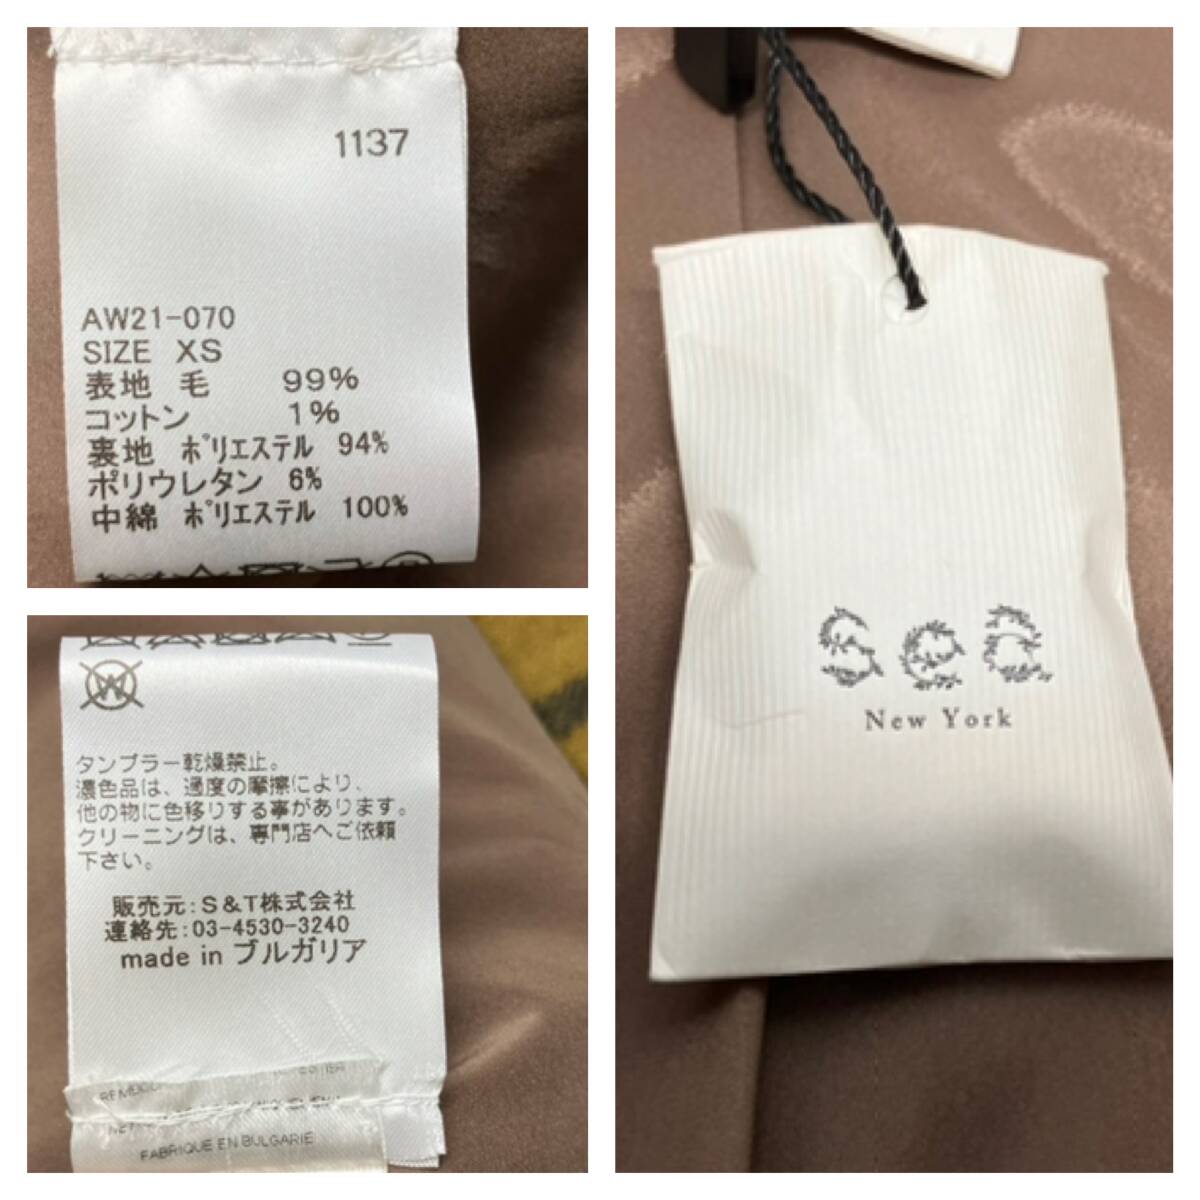 1137
AW21-070
SIZE XS
表地 毛 99%
コットン 1%
裏地 ポリエステル 94%
ポリウレタン 6%
中綿 ポリエステル 100%
タンブラー乾燥禁止。
濃色品は、過度の摩擦により、
他の物に色移りする事があります。
クリーニングは、専門店へご依頼
下さい。
販売元:S&T株式会社
連絡先:03-4530-3240
made in ブルガリア
FABRIQUE EN BULGARIE
Sea
New York